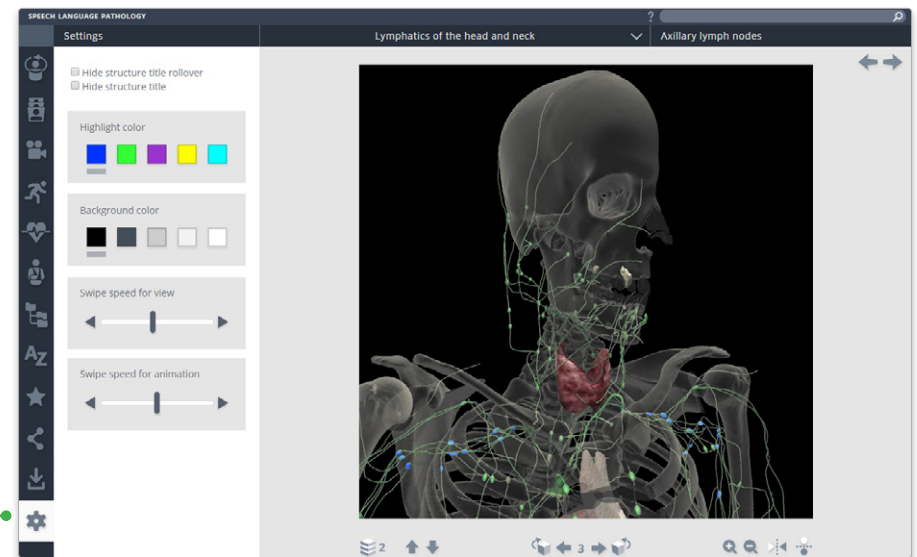 SPEECH LANGUAGE PATHOLOGY
?
Settings
Lymphatics of the head and neck
Axillary lymph nodes
Hide structure title rollover
Hide structure title
Highlight color
Background color
Swipe speed for view
Swipe speed for animation
AZ
2
3